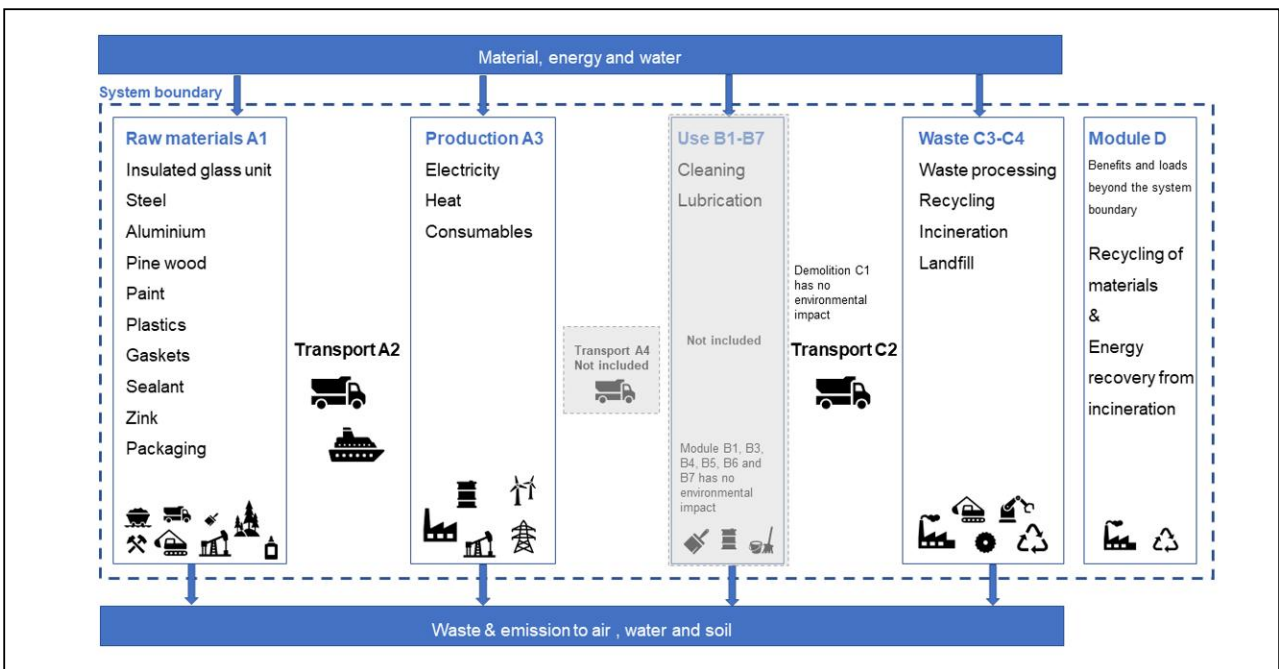 Material, energy and water
System boundary
Raw materials A1
Insulated glass unit
Steel
Aluminium
Pine wood
Paint
Plastics
Gaskets
Sealant
Zink
Packaging
Transport A2
Production A3
Electricity
Heat
Consumables
Transport A4
Not included
Use B1-B7
Cleaning
Lubrication
Not included
Module B1, B3,
B4, B5, B6 and
B7 has no
environmental
impact
Demolition C1
has no
environmental
impact
Transport C2
Waste C3-C4
Waste processing
Recycling
Incineration
Landfill
Module D
Benefits and loads
beyond the system
boundary
Recycling of
materials
&
Energy
recovery from
incineration
Waste & emission to air , water and soil